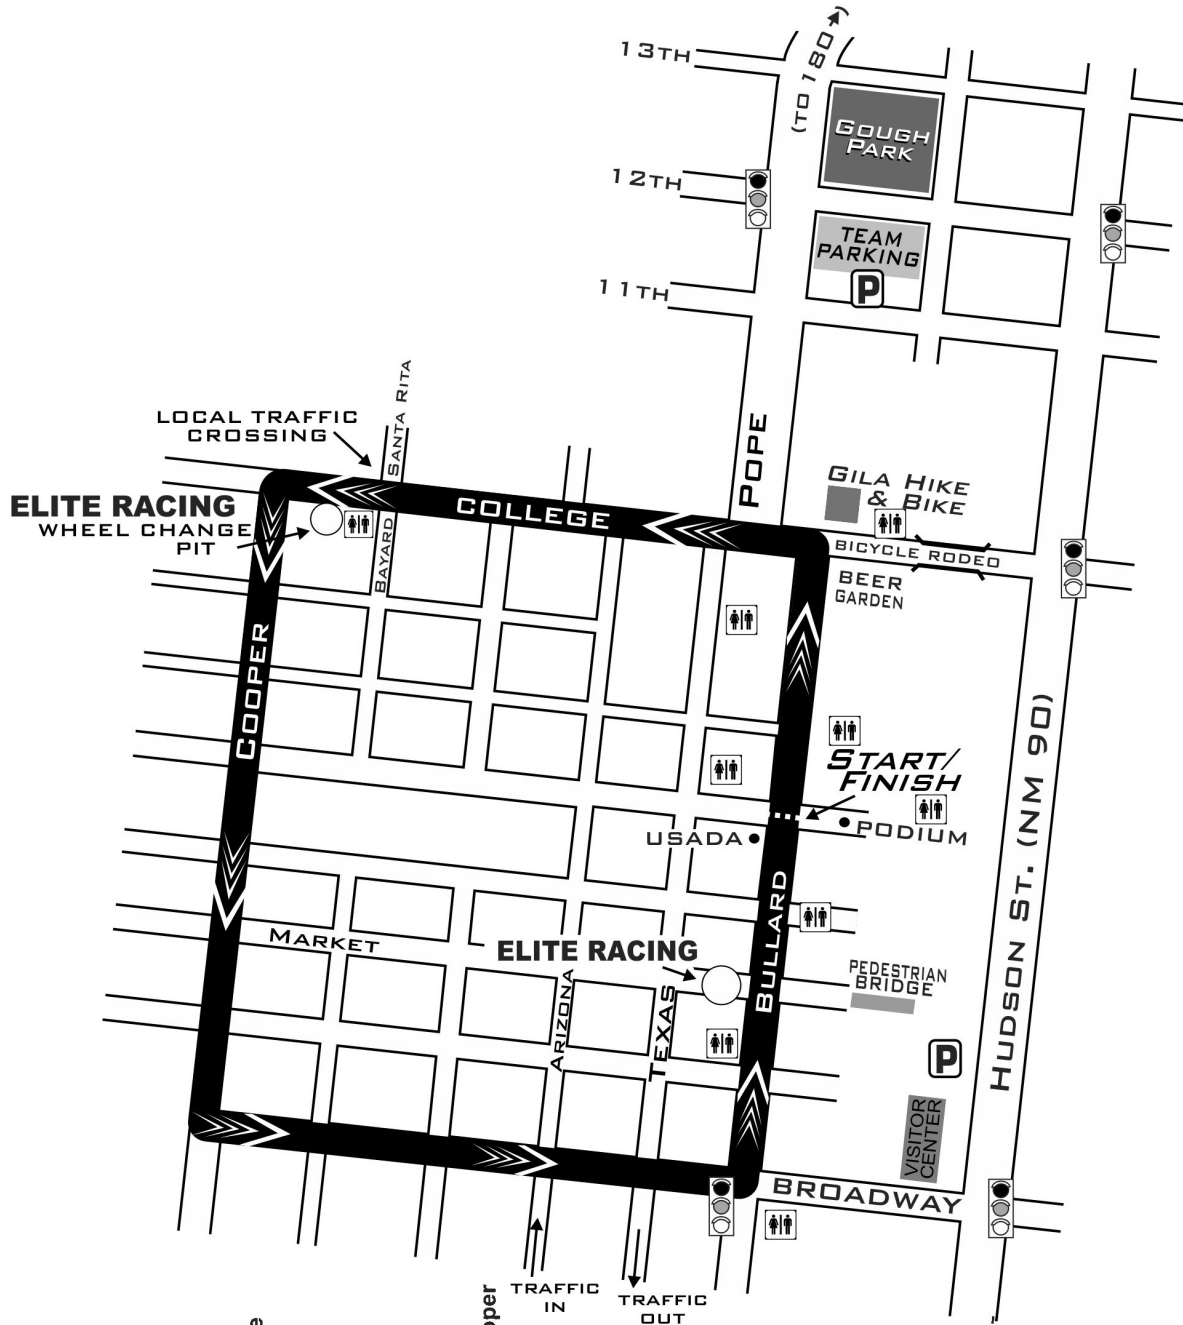 13TH
(TO 180
GOUGH
PARK
12TH
TEAM
PARKING
P
11TH
SANTA RITA
LOCAL TRAFFIC
CROSSING
POPE
GILA HIKE
& BIKE
ELITE RACING
WHEEL CHANGE
PIT
COLLEGE
BAYARD
BICYCLE RODEO
BEER
GARDEN
COOPER
START/
FINISH
HUDSON ST. (NM 90)
USADA
PODIUM
BULLARD
MARKET
ELITE RACING
PEDESTRIAN
BRIDGE
ARIZONA
TEXAS
P
VISITOR
CENTER
BROADWAY
TRAFFIC
IN
TRAFFIC
OUT